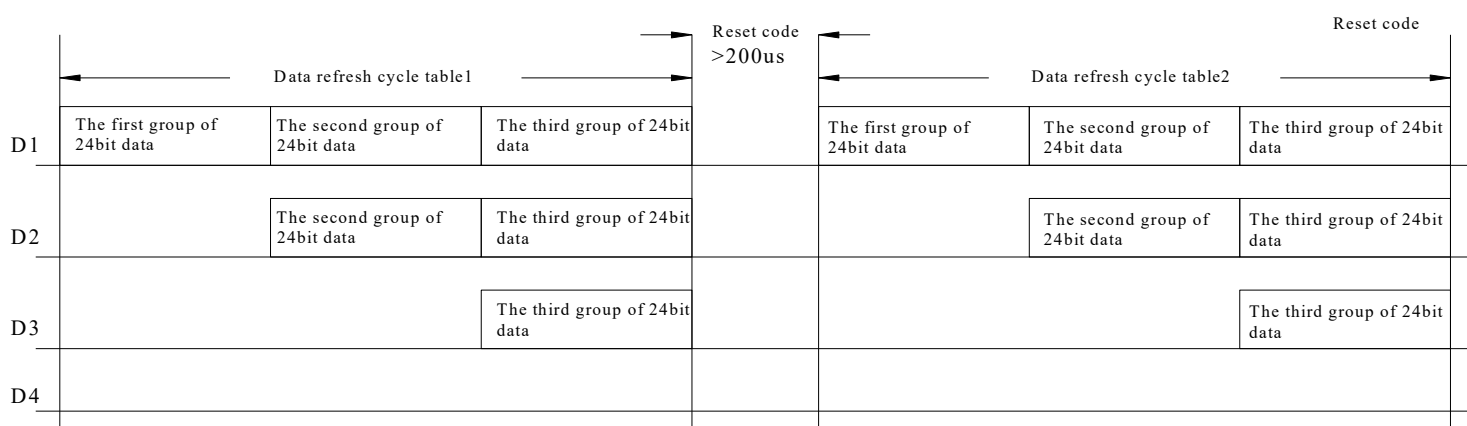 Reset code
>200us
Reset code
Data refresh cycle table1
Data refresh cycle table2
D1
The first group of
24bit data
The second group of
24bit data
The third group of 24bit
data
The first group of
24bit data
The second group of
24bit data
The third group of 24bit
data
D2
The second group of
24bit data
The third group of 24bit
data
The second group of
24bit data
The third group of 24bit
data
D3
The third group of 24bit
data
The third group of 24bit
data
D4